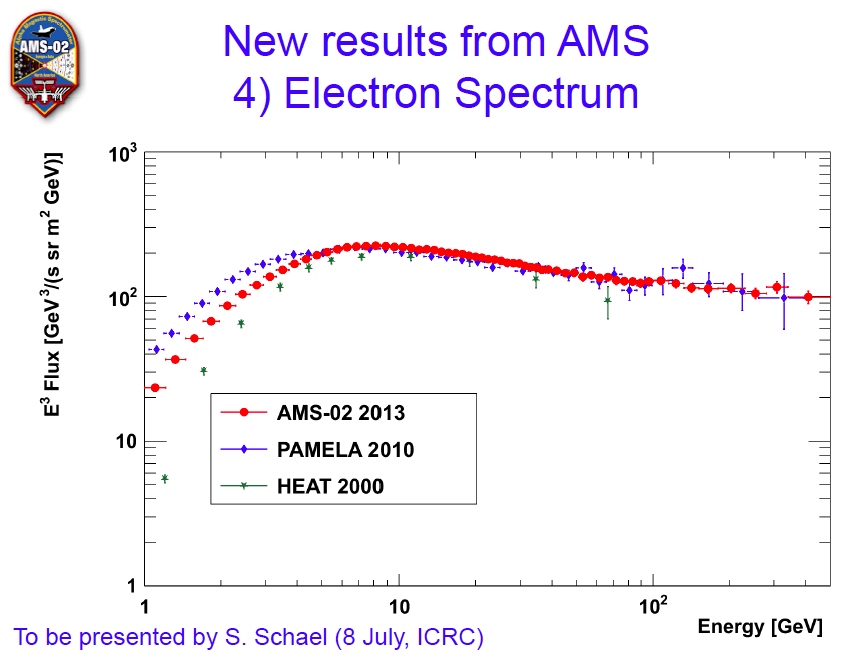 AMS-02
New results from AMS
4) Electron Spectrum
E³ Flux [GeV³/(s sr m² GeV)]
10³
10²
10
1
AMS-02 2013
PAMELA 2010
HEAT 2000
1 10 10²
Energy [GeV]
To be presented by S. Schael (8 July, ICRC)